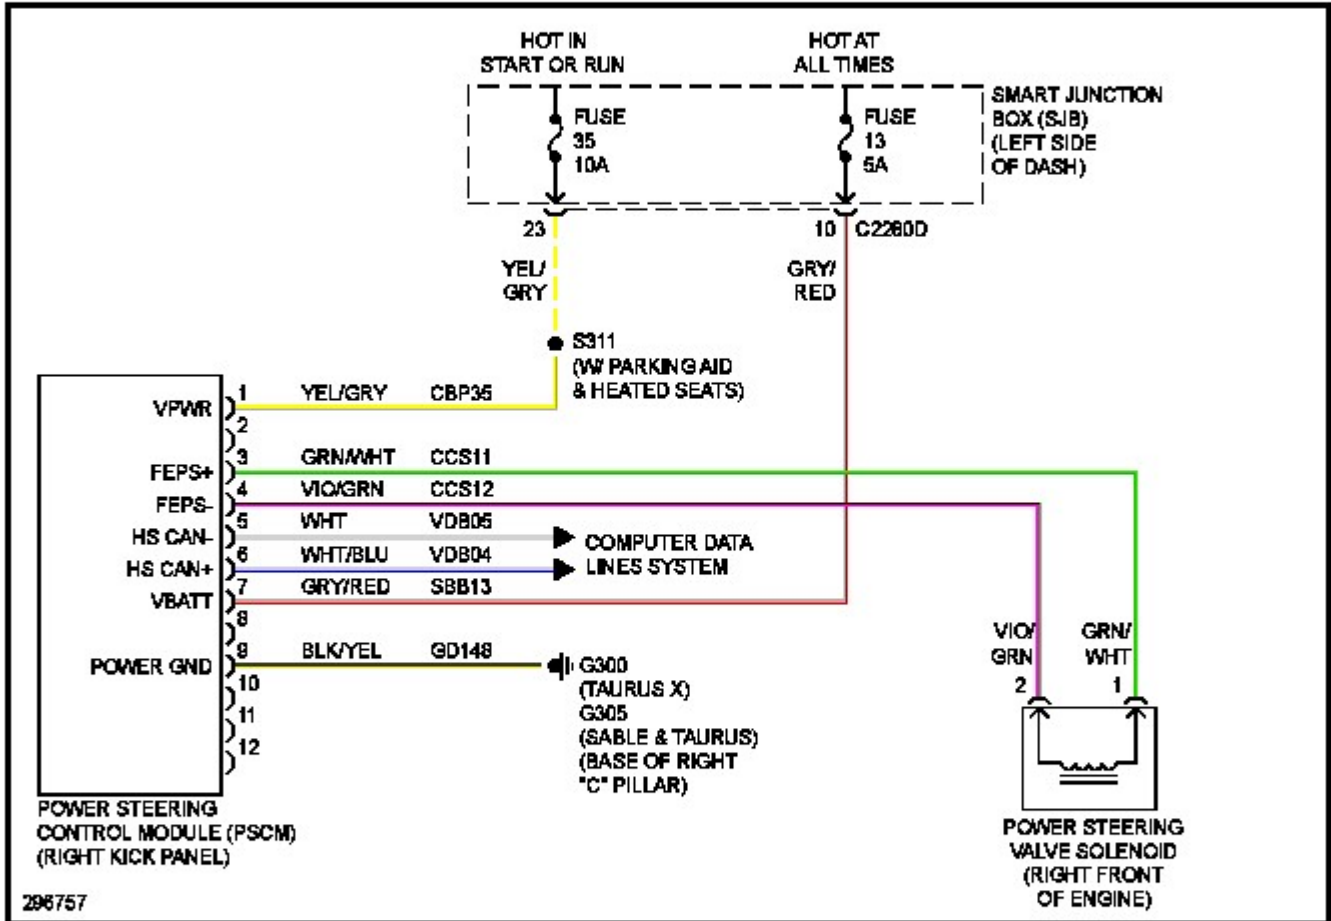 HOT IN
START OR RUN
HOT AT
ALL TIMES
FUSE
35
10A
FUSE
13
5A
SMART JUNCTION
BOX (SJB)
(LEFT SIDE
OF DASH)
23
10 C2280D
YEL/
GRY
GRY/
RED
S311
(W/ PARKING AID
& HEATED SEATS)
VPWR 1 YEL/GRY CBP35
2
FEPS+ 3 GRN/WHT CCS11
FEPS- 4 VIO/GRN CCS12
HS CAN- 5 WHT VDB05
HS CAN+ 6 WHT/BLU VDB04
COMPUTER DATA
LINES SYSTEM
VBATT 7 GRY/RED SBB13
8
POWER GND 9 BLK/YEL GD148
10
11
12
G300
(TAURUS X)
G305
(SABLE & TAURUS)
(BASE OF RIGHT
"C" PILLAR)
VIO/
GRN
2
GRN/
WHT
1
POWER STEERING
CONTROL MODULE (PSCM)
(RIGHT KICK PANEL)
POWER STEERING
VALVE SOLENOID
(RIGHT FRONT
OF ENGINE)
296757